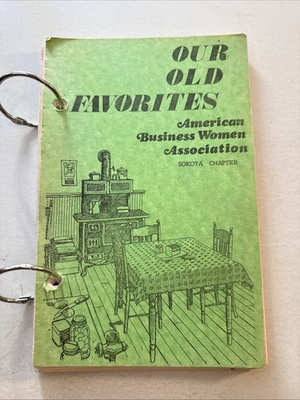 OUR
OLD
FAVORITES
American
Business Women
Association
SOKOTA CHAPTER